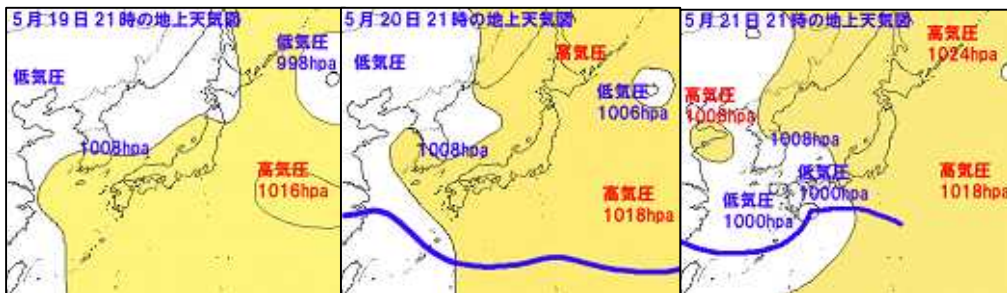 5月19日21時の地上天気図
低気圧
998hpa
低気圧
1008hpa
高気圧
1016hpa
5月20日21時の地上天気図
高気圧
低気圧
低気圧
1006hpa
1008hpa
高気圧
1018hpa
5月21日21時の地上天気図
高気圧
1024hpa
高気圧
1008hpa
1008hpa
低気圧
1000hpa
低気圧
1000hpa
高気圧
1018hpa